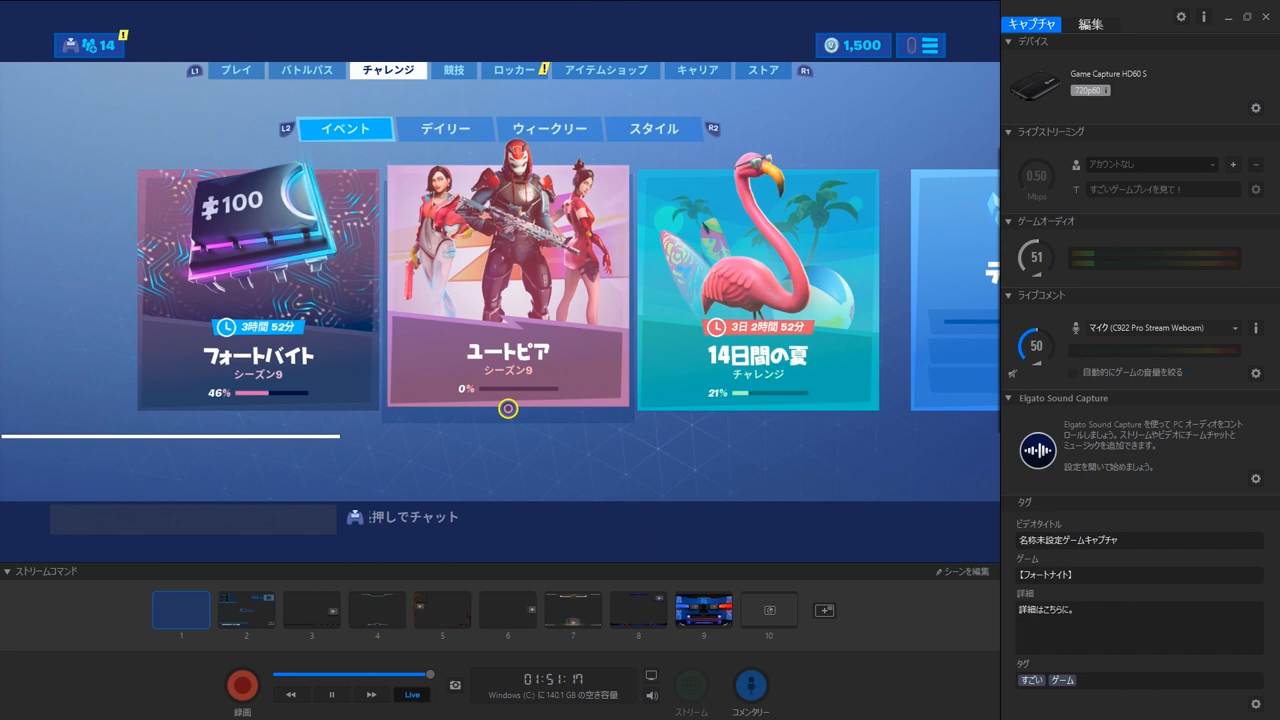 14
!
1,500
L1
プレイ
バトルパス
チャレンジ
競技
ロッカー
!
アイテムショップ
キャリア
ストア
R1
L2
イベント
デイリー
ウィークリー
スタイル
R2
100
3時間 52分
フォートバイト
シーズン9
46%
ユートピア
シーズン9
0%
3日 2時間 52分
14日間の夏
チャレンジ
21%
押しでチャット
ストリームコマンド
シーンを編集
1
2
3
4
5
6
7
8
9
10
録画
Live
01:51:17
Windows (C:) に 140.1 GB の空き容量
ストリーム
コメンタリー
キャプチャ
編集
デバイス
Game Capture HD60 S
720p60
ライブストリーミング
0.50
Mbps
アカウントなし
T
すごいゲームプレイを見て!
ゲームオーディオ
51
ライブコメント
50
マイク (C922 Pro Stream Webcam)
自動的にゲームの音量を絞る
Elgato Sound Capture
Elgato Sound Capture を使って PC オーディオをコント
ロールしましょう。ストリームやビデオにチームチャットと
ミュージックを追加できます。
設定を開いて始めましょう。
タグ
ビデオタイトル
名称未設定ゲームキャプチャ
ゲーム
【フォートナイト】
詳細
詳細はこちらに。
タグ
すごい
ゲーム